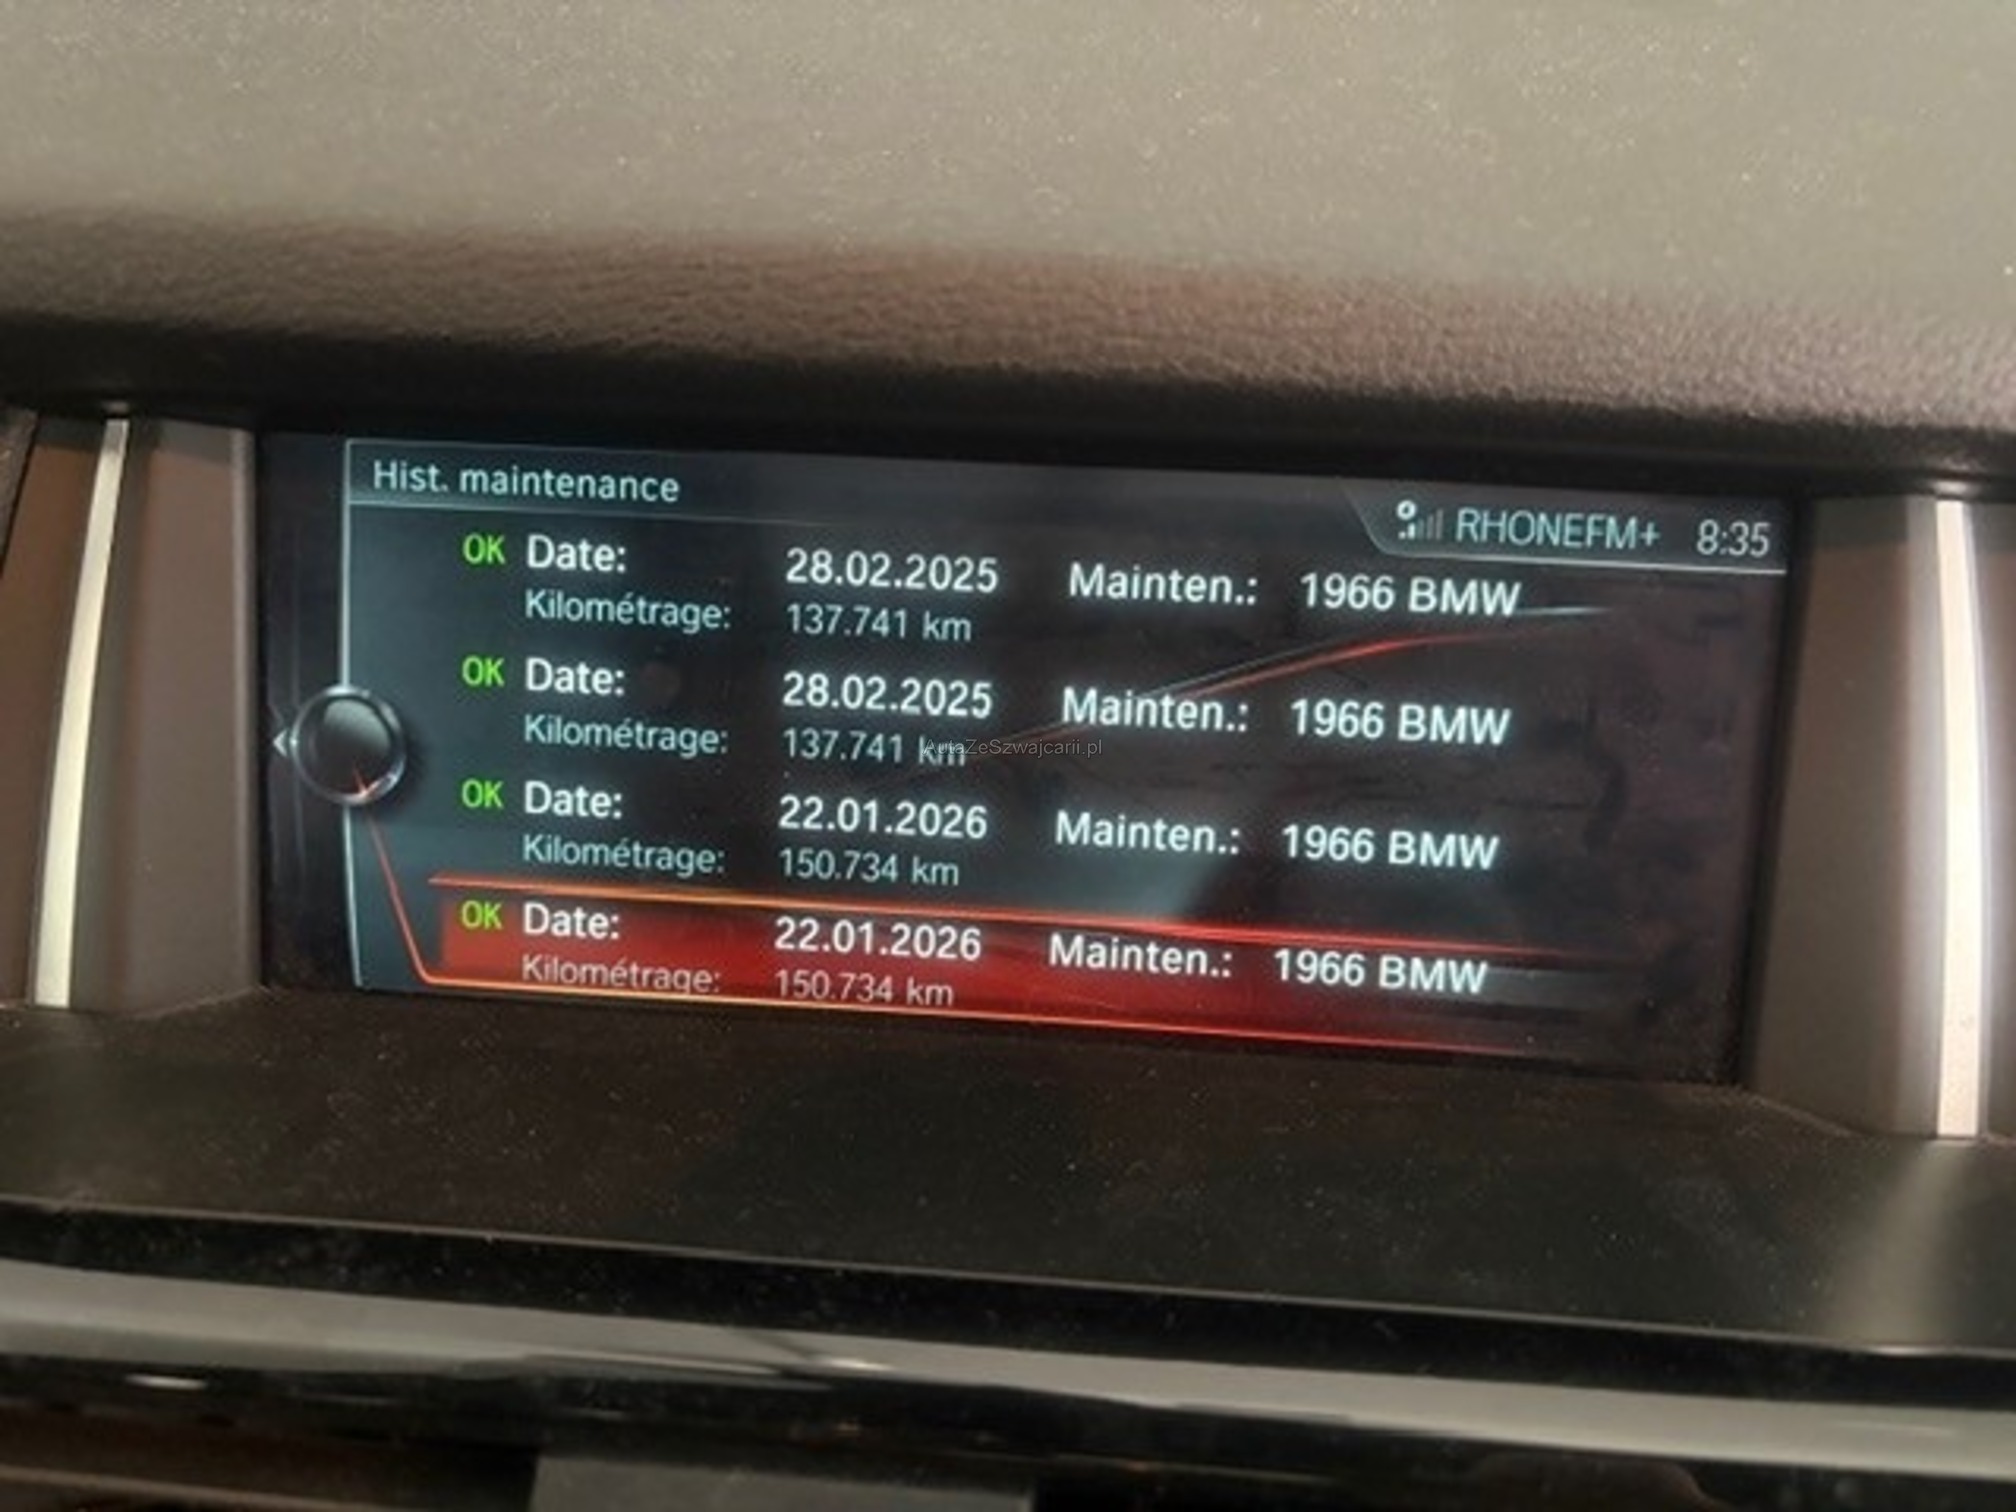 Hist. maintenance
RHONEFM+ 8:35
OK Date: 28.02.2025 Mainten.: 1966 BMW
Kilométrage: 137.741 km
OK Date: 28.02.2025 Mainten.: 1966 BMW
Kilométrage: 137.741 km
AutaZeSzwajcarii.pl
OK Date: 22.01.2026 Mainten.: 1966 BMW
Kilométrage: 150.734 km
OK Date: 22.01.2026 Mainten.: 1966 BMW
Kilométrage: 150.734 km